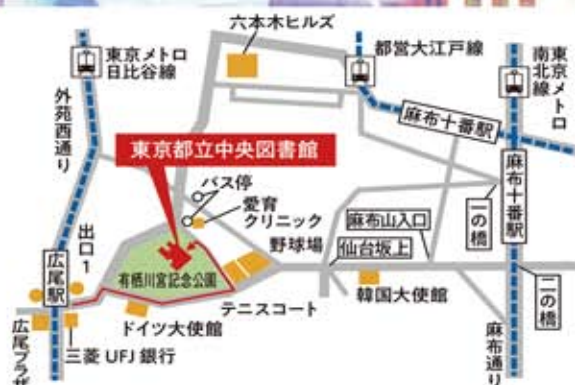 六本木ヒルズ
東京メトロ
日比谷線
都営大江戸線
東京メトロ
南北線
外苑西通り
麻布十番駅
東京都立中央図書館
バス停
愛育
クリニック
麻布山入口
一の橋
麻布十番駅
出口1
野球場
仙台坂上
広尾駅
有栖川宮記念公園
テニスコート
韓国大使館
二の橋
ドイツ大使館
広尾プラザ
三菱UFJ銀行
麻布通り